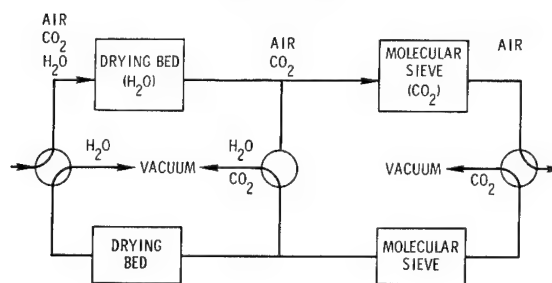 AIR
CO2
H2O
DRYING BED
(H2O)
AIR
CO2
MOLECULAR
SIEVE
(CO2)
AIR
H2O
VACUUM
H2O
CO2
VACUUM
CO2
DRYING
BED
MOLECULAR
SIEVE